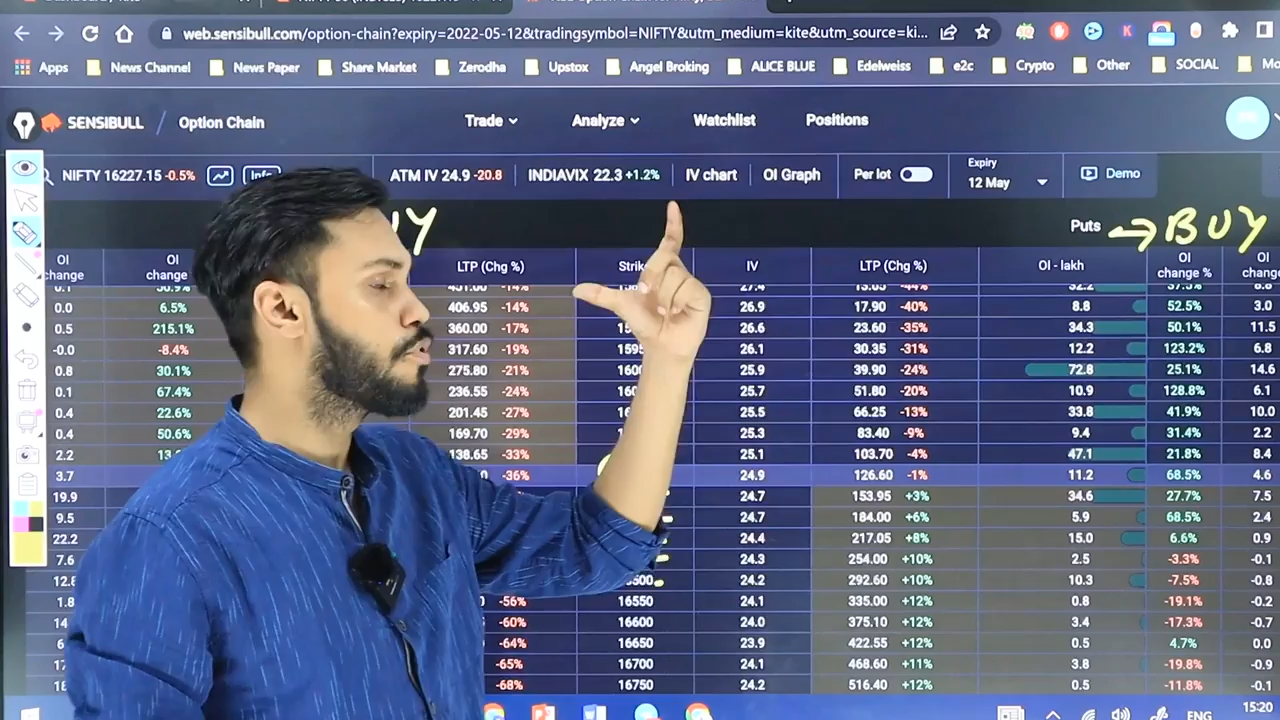 web.sensibull.com/option-chain?expiry=2022-05-12&tradingsymbol=NIFTY&utm_medium=kite&utm_source=ki...
Apps News Channel News Paper Share Market Zerodha Upstox Angel Broking ALICE BLUE Edelweiss e2c Crypto Other SOCIAL
SENSIBULL / Option Chain Trade Analyze Watchlist Positions
NIFTY 16227.15 -0.5% Info ATM IV 24.9 -20.8 INDIAVIX 22.3 +1.2% IV chart OI Graph Per lot Expiry 12 May Demo
Puts → BUY
OI change OI change LTP (Chg %) IV LTP (Chg %) OI - lakh OI change %
6.5% 406.95 -14% 26.9 17.90 -40% 8.8 52.5% 3.0
0.5 215.1% 360.00 -17% 26.6 23.60 -35% 34.3 50.1% 11.5
-0.0 -8.4% 317.60 -19% 26.1 30.35 -31% 12.2 123.2% 6.8
0.8 30.1% 275.80 -21% 25.9 39.90 -24% 72.8 25.1% 14.6
0.1 67.4% 236.55 -24% 25.7 51.80 -20% 10.9 128.8% 6.1
0.4 22.6% 201.45 -27% 25.5 66.25 -13% 33.8 41.9% 10.0
0.4 50.6% 169.70 -29% 25.3 83.40 -9% 9.4 31.4% 2.2
2.2 138.65 -33% 25.1 103.70 -4% 47.1 21.8% 8.4
3.7 -36% 24.9 126.60 -1% 11.2 68.5% 4.6
19.9 24.7 153.95 +3% 34.6 27.7% 7.5
9.5 24.7 184.00 +6% 5.9 68.5% 2.4
22.2 24.4 217.05 +8% 15.0 6.6% 0.9
7.6 24.3 254.00 +10% 2.5 -3.3% -0.1
24.2 292.60 +10% 10.3 -7.5% -0.8
1.8 -56% 16550 24.1 335.00 +12% 0.8 -19.1% -0.2
-60% 16600 24.0 375.10 +12% 3.4 -17.3% -0.7
-64% 16650 23.9 422.55 +12% 0.5 4.7% 0.0
-65% 16700 24.1 468.60 +11% 3.8 -19.8% -0.9
-68% 16750 24.2 516.40 +12% 0.5 -11.8% -0.1
ENG 15:20